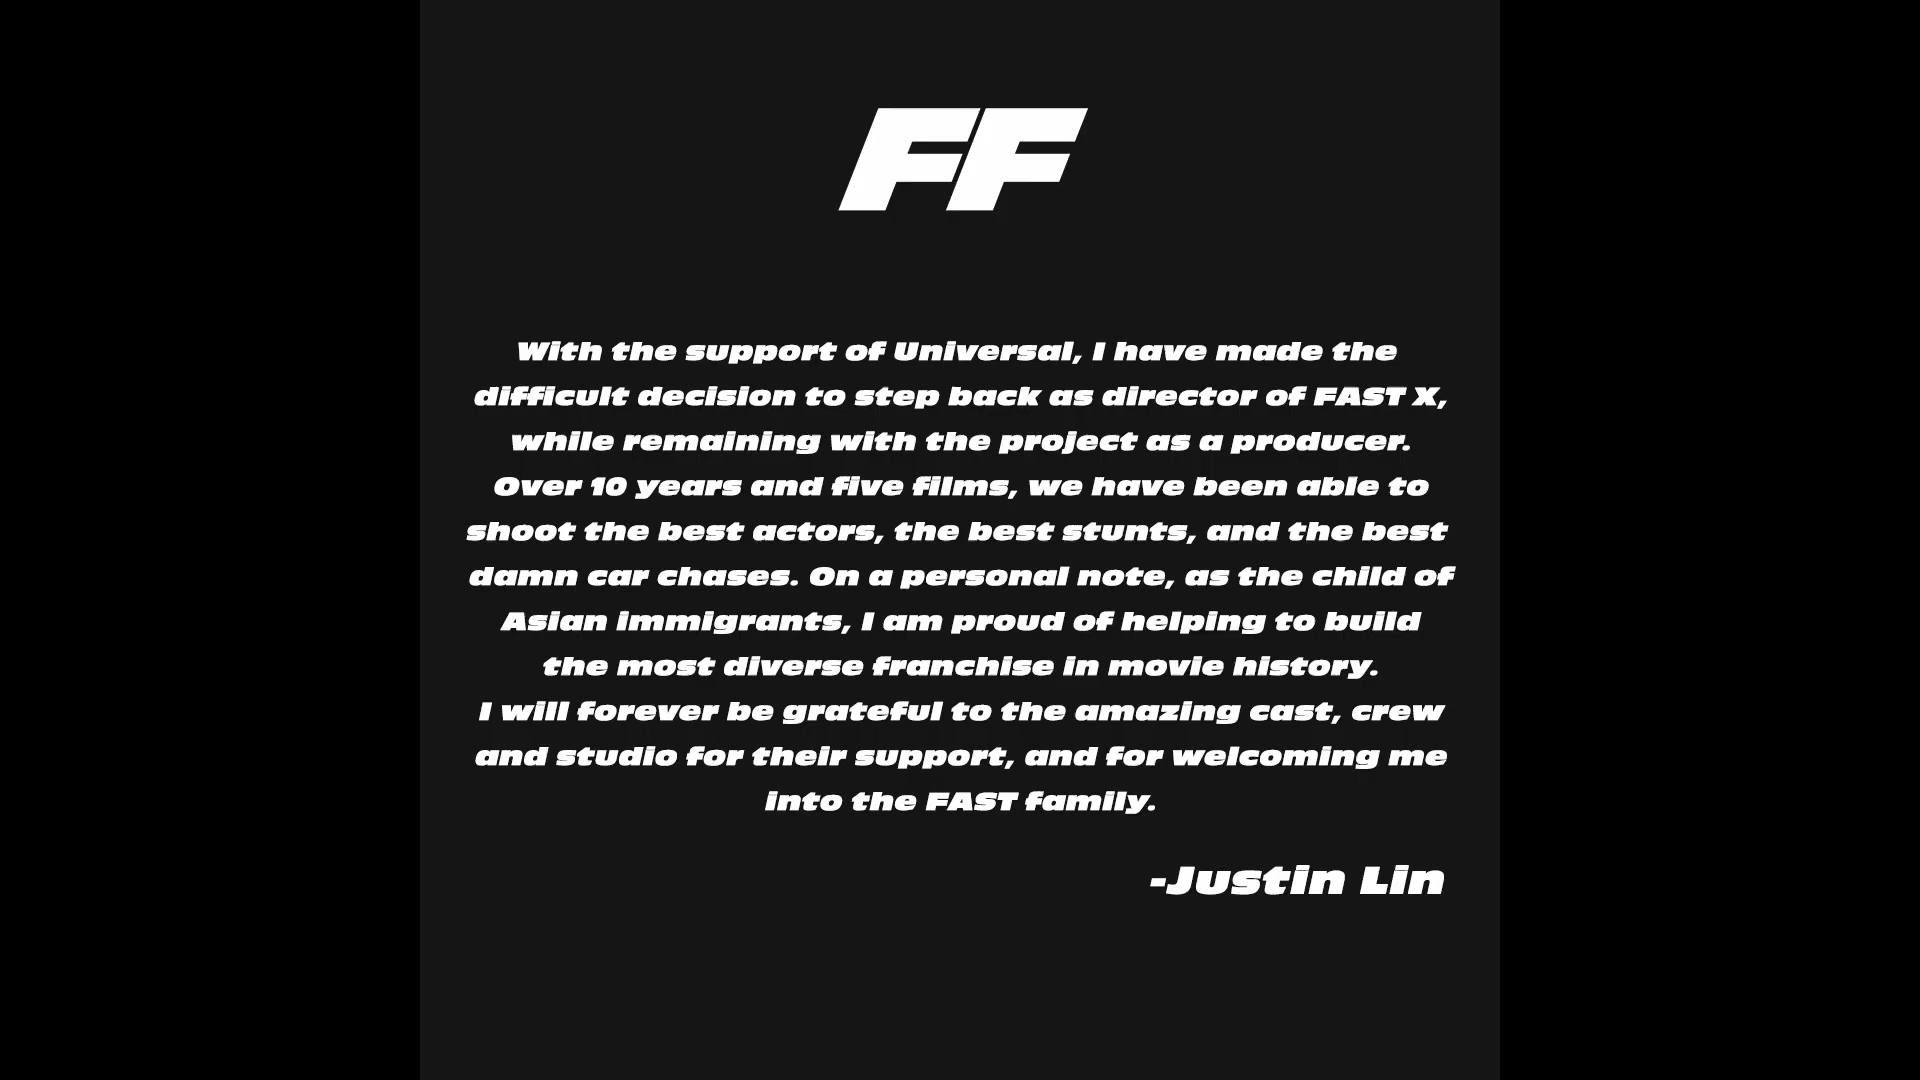 FF
With the support of Universal, I have made the
difficult decision to step back as director of FAST X,
while remaining with the project as a producer.
Over 10 years and five films, we have been able to
shoot the best actors, the best stunts, and the best
damn car chases. On a personal note, as the child of
Asian immigrants, I am proud of helping to build
the most diverse franchise in movie history.
I will forever be grateful to the amazing cast, crew
and studio for their support, and for welcoming me
into the FAST family.
-Justin Lin